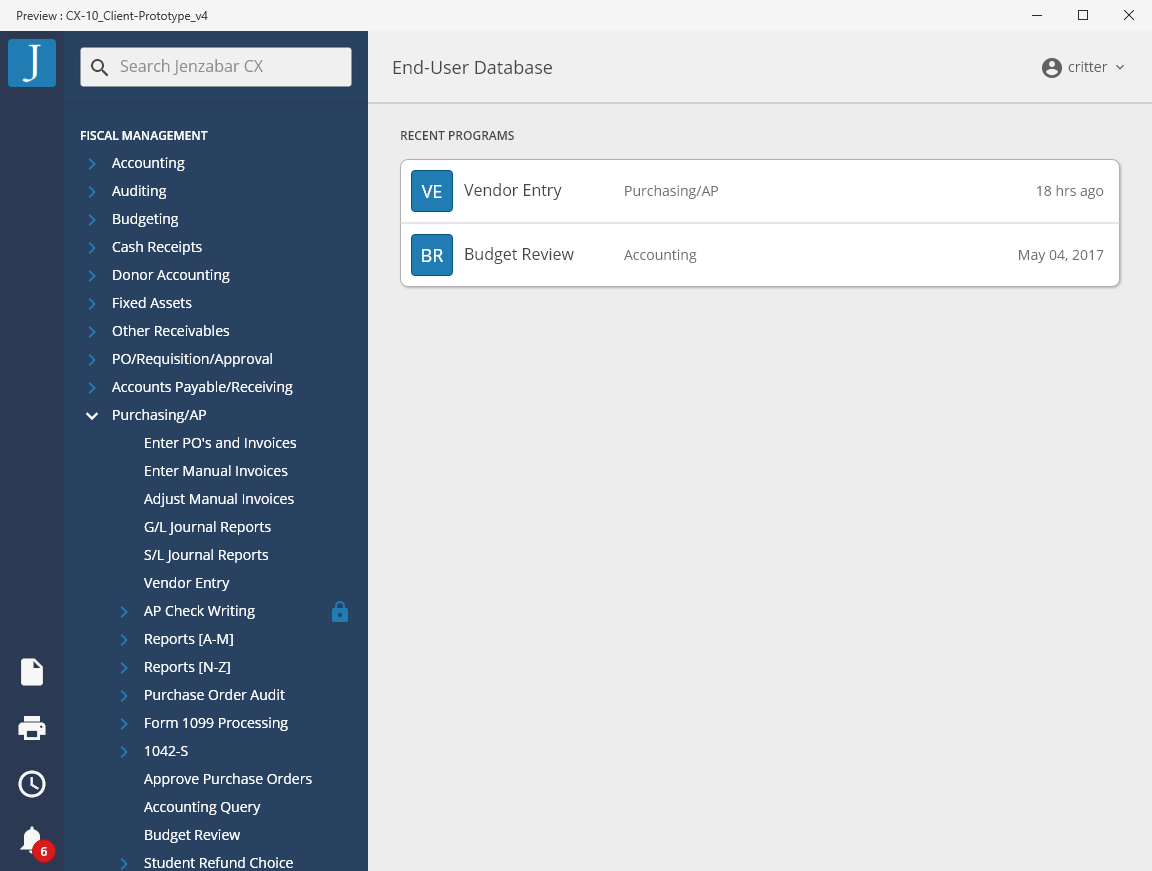 Preview : CX-10_Client-Prototype_v4
J
Search Jenzabar CX
End-User Database
critter
FISCAL MANAGEMENT
Accounting
Auditing
Budgeting
Cash Receipts
Donor Accounting
Fixed Assets
Other Receivables
PO/Requisition/Approval
Accounts Payable/Receiving
Purchasing/AP
Enter PO's and Invoices
Enter Manual Invoices
Adjust Manual Invoices
G/L Journal Reports
S/L Journal Reports
Vendor Entry
AP Check Writing
Reports [A-M]
Reports [N-Z]
Purchase Order Audit
Form 1099 Processing
1042-S
Approve Purchase Orders
Accounting Query
Budget Review
Student Refund Choice
6
RECENT PROGRAMS
VE Vendor Entry Purchasing/AP 18 hrs ago
BR Budget Review Accounting May 04, 2017